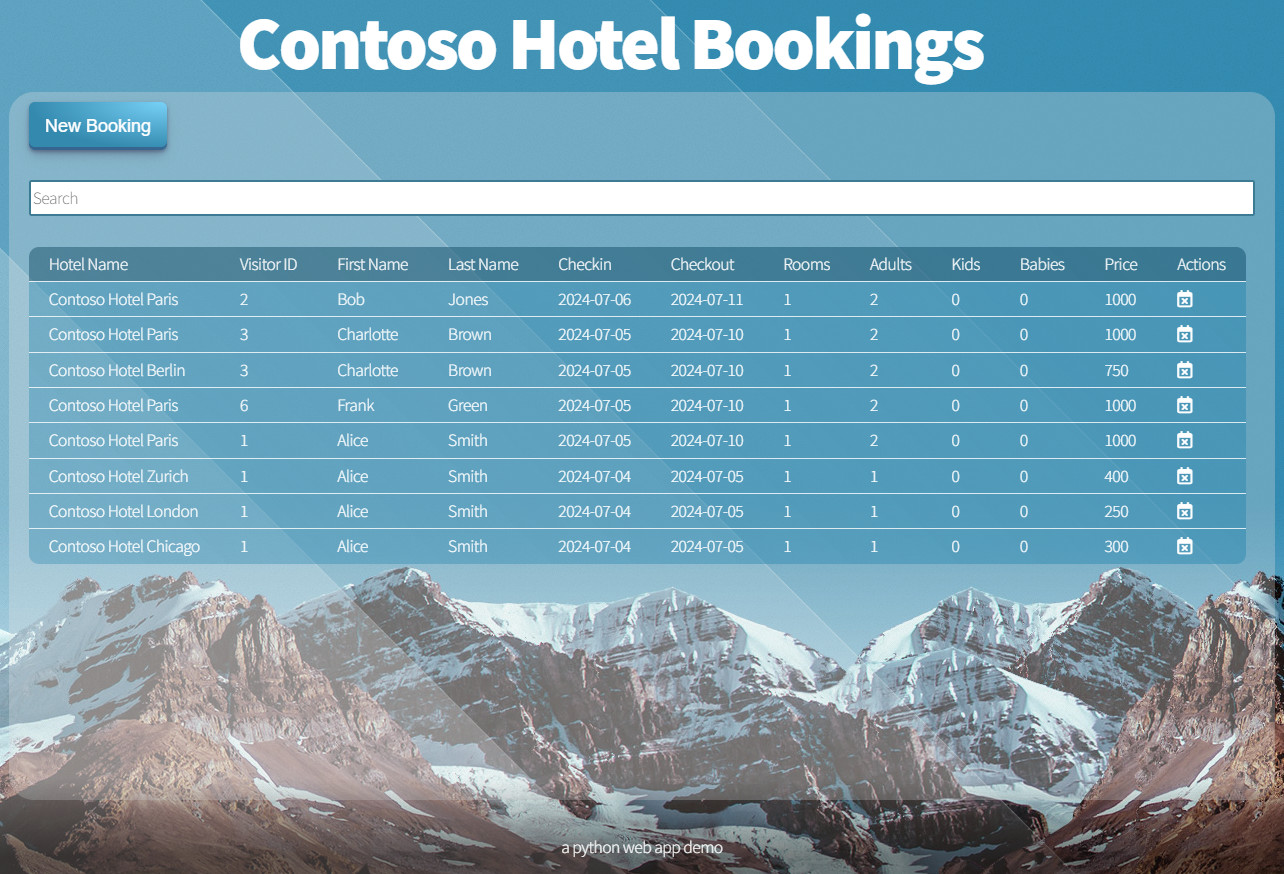 Contoso Hotel Bookings
New Booking
Search
Hotel Name Visitor ID First Name Last Name Checkin Checkout Rooms Adults Kids Babies Price Actions
Contoso Hotel Paris 2 Bob Jones 2024-07-06 2024-07-11 1 2 0 0 1000
Contoso Hotel Paris 3 Charlotte Brown 2024-07-05 2024-07-10 1 2 0 0 1000
Contoso Hotel Berlin 3 Charlotte Brown 2024-07-05 2024-07-10 1 2 0 0 750
Contoso Hotel Paris 6 Frank Green 2024-07-05 2024-07-10 1 2 0 0 1000
Contoso Hotel Paris 1 Alice Smith 2024-07-05 2024-07-10 1 2 0 0 1000
Contoso Hotel Zurich 1 Alice Smith 2024-07-04 2024-07-05 1 1 0 0 400
Contoso Hotel London 1 Alice Smith 2024-07-04 2024-07-05 1 1 0 0 250
Contoso Hotel Chicago 1 Alice Smith 2024-07-04 2024-07-05 1 1 0 0 300
a python web app demo